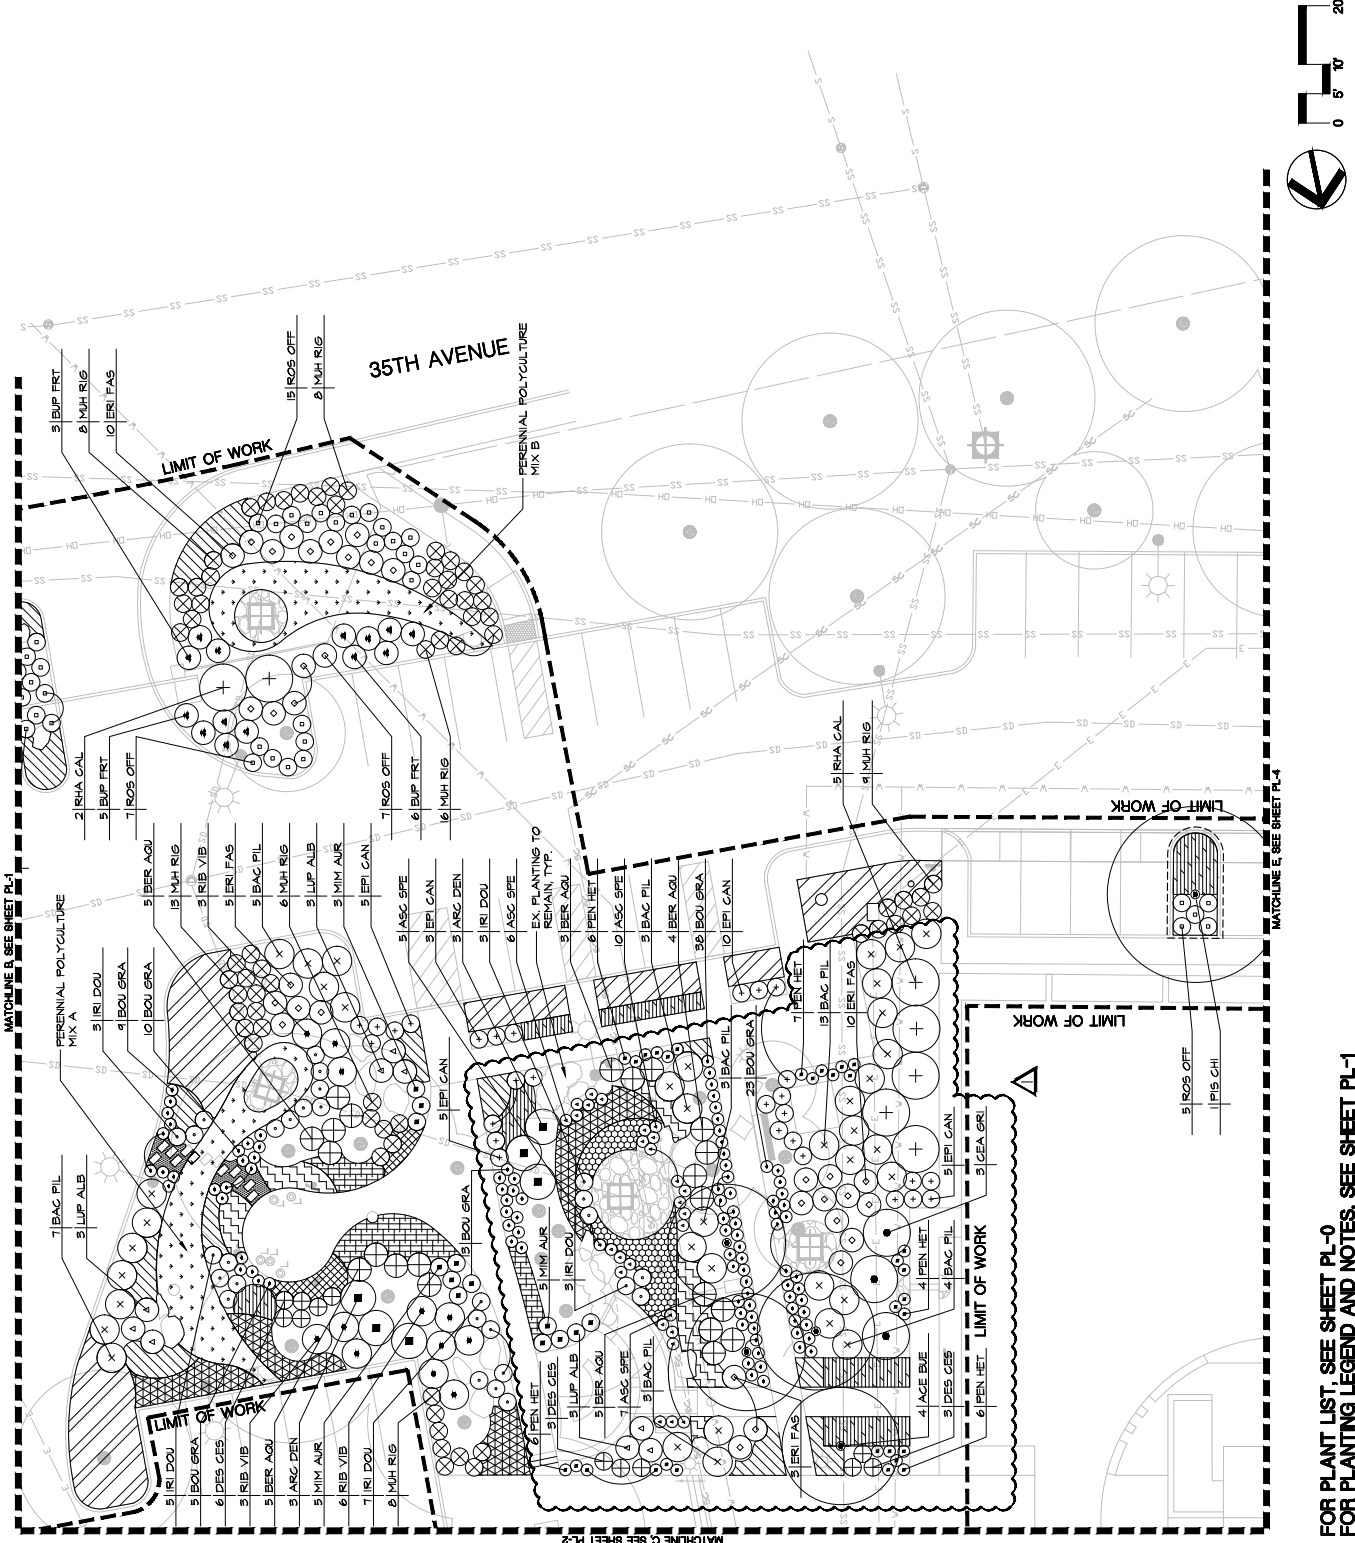 20'
10'
5'
0
3 BUP FRT
8 MUH RIG
10 ERI FAS
15 ROS OFF
8 MUH RIG
35TH AVENUE
LIMIT OF WORK
PERENNIAL POLYCULTURE
MIX B
2 RHA CAL
5 BUP FRT
7 ROS OFF
7 ROS OFF
6 BUP FRT
16 MUH RIG
5 RHA CAL
9 MUH RIG
LIMIT OF WORK
MATCHLINE B, SEE SHEET PL-1
MATCHLINE E, SEE SHEET PL-4
PERENNIAL POLYCULTURE
MIX A
3 IRI DOU
9 BOU GRA
10 BOU GRA
5 BER AQU
13 MUH RIG
3 RIB VIB
5 ERI FAS
5 BAC PIL
6 MUH RIG
3 LUP ALB
3 MIM AUR
5 EPI CAN
5 ASC SPE
3 EPI CAN
3 ARC DEN
3 IRI DOU
6 ASC SPE
EX. PLANTING TO
REMAIN, TYP.
3 BER AQU
6 PEN HET
10 ASC SPE
3 BAC PIL
4 BER AQU
38 BOU GRA
10 EPI CAN
7 PEN HET
13 BAC PIL
10 ERI FAS
LIMIT OF WORK
5 EPI CAN
3 BAC PIL
23 BOU GRA
5 ROS OFF
1 PIS CHI
1
7 BAC PIL
3 LUP ALB
13 BOU GRA
5 MIM AUR
3 IRI DOU
5 EPI CAN
3 CEA GRI
4 PEN HET
4 BAC PIL
LIMIT OF WORK
LIMIT OF WORK
5 IRI DOU
5 BOU GRA
6 DES CES
3 RIB VIB
5 BER AQU
3 ARC DEN
5 MIM AUR
6 RIB VIB
7 IRI DOU
8 MUH RIG
6 PEN HET
3 DES CES
3 LUP ALB
5 BER AQU
7 ASC SPE
3 BAC PIL
3 ERI FAS
4 ACE BUE
3 DES CES
6 PEN HET
MATCHLINE C, SEE SHEET PL-2
FOR PLANT LIST, SEE SHEET PL-0
FOR PLANTING LEGEND AND NOTES, SEE SHEET PL-1